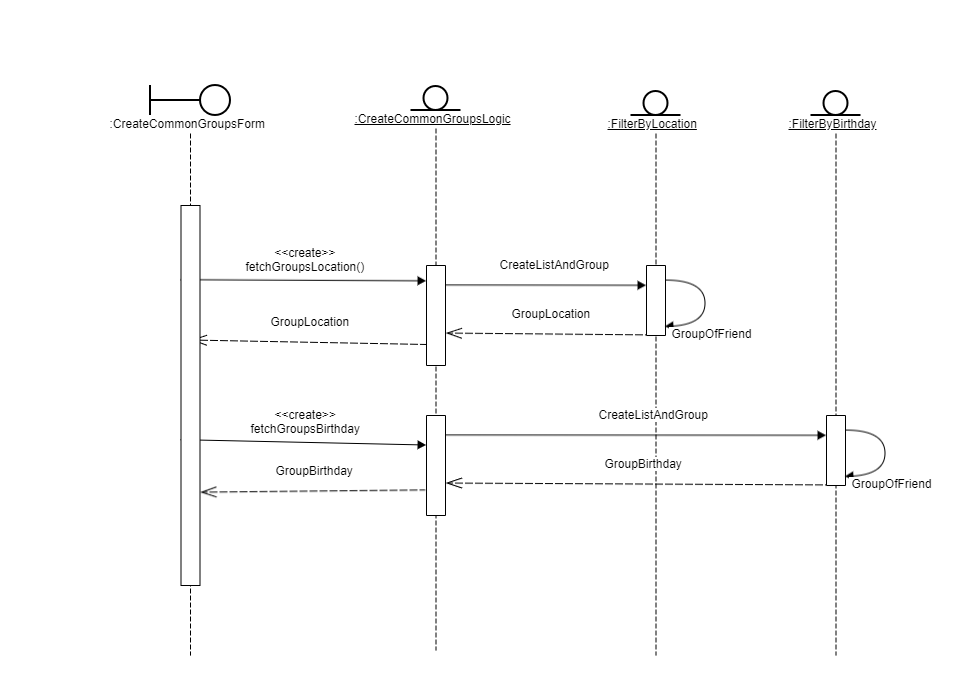 :CreateCommonGroupsForm
:CreateCommonGroupsLogic
:FilterByLocation
:FilterByBirthday
<<create>>
fetchGroupsLocation()
CreateListAndGroup
GroupLocation
GroupLocation
GroupOfFriend
<<create>>
fetchGroupsBirthday
CreateListAndGroup
GroupBirthday
GroupBirthday
GroupOfFriend